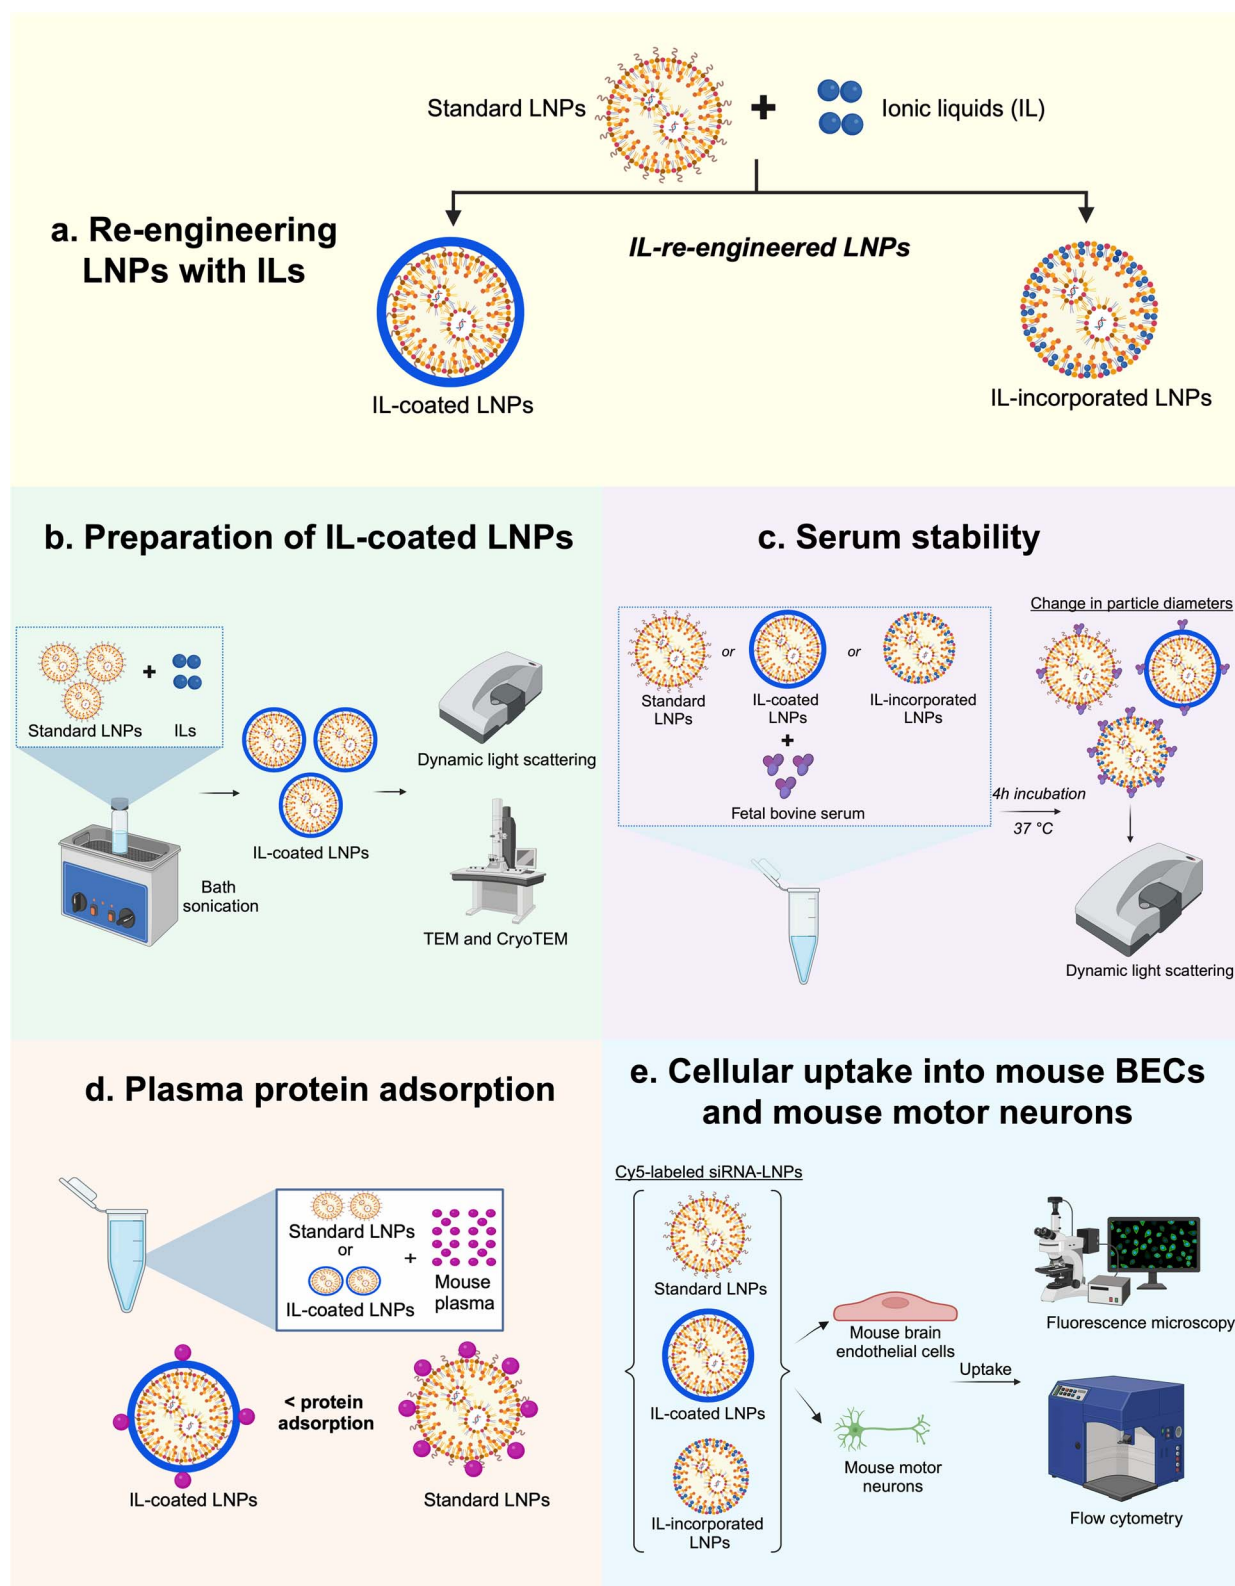 Standard LNPs
+
Ionic liquids (IL)
a. Re-engineering
LNPs with ILs
IL-re-engineered LNPs
IL-coated LNPs
IL-incorporated LNPs
b. Preparation of IL-coated LNPs
+
Standard LNPs
ILs
Bath
sonication
IL-coated LNPs
Dynamic light scattering
TEM and CryoTEM
c. Serum stability
Standard
LNPs
or
IL-coated
LNPs
or
IL-incorporated
LNPs
+
Fetal bovine serum
4h incubation
37 °C
Change in particle diameters
Dynamic light scattering
d. Plasma protein adsorption
Standard LNPs
or
IL-coated LNPs
+
Mouse
plasma
IL-coated LNPs
< protein
adsorption
Standard LNPs
e. Cellular uptake into mouse BECs
and mouse motor neurons
Cy5-labeled siRNA-LNPs
Standard LNPs
IL-coated LNPs
IL-incorporated
LNPs
Mouse brain
endothelial cells
Mouse motor
neurons
Uptake
Fluorescence microscopy
Flow cytometry